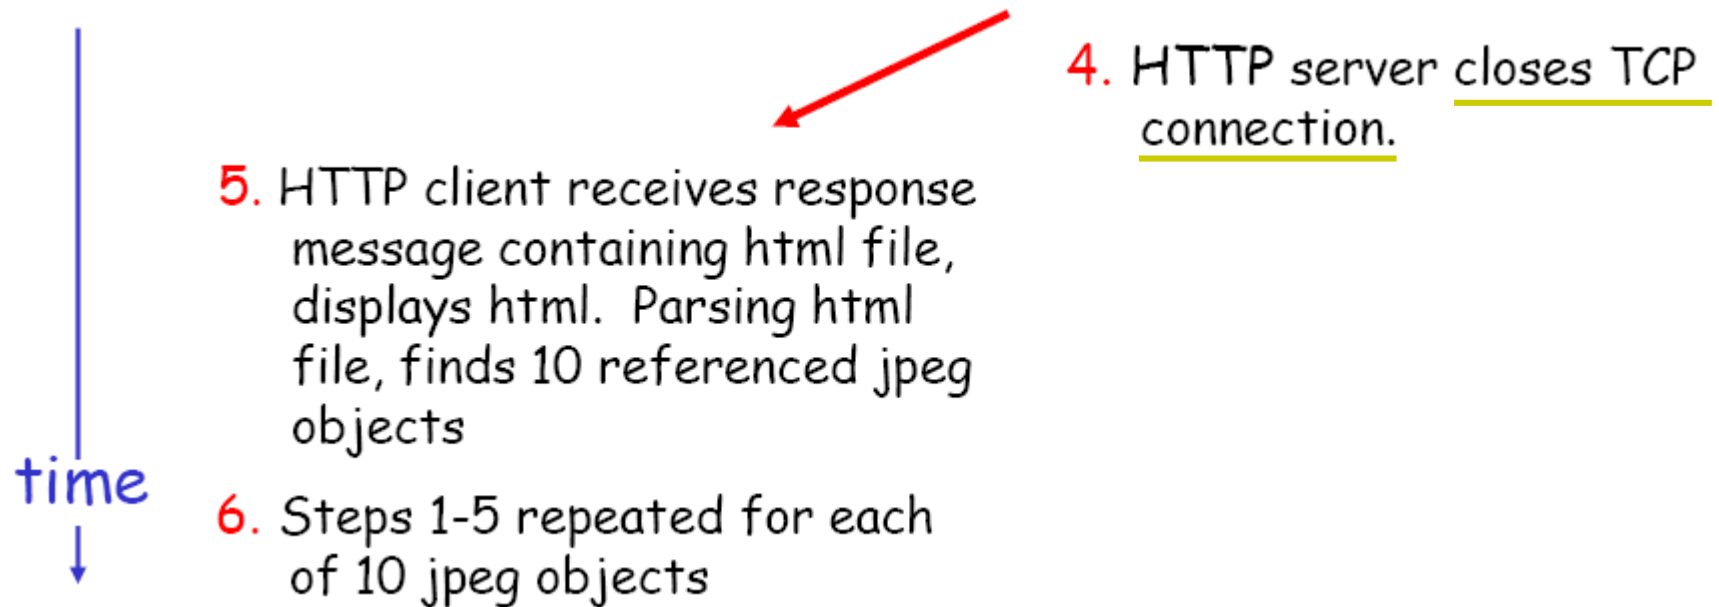 4. HTTP server closes TCP
connection.
5. HTTP client receives response
message containing html file,
displays html. Parsing html
file, finds 10 referenced jpeg
objects
time
6. Steps 1-5 repeated for each
of 10 jpeg objects